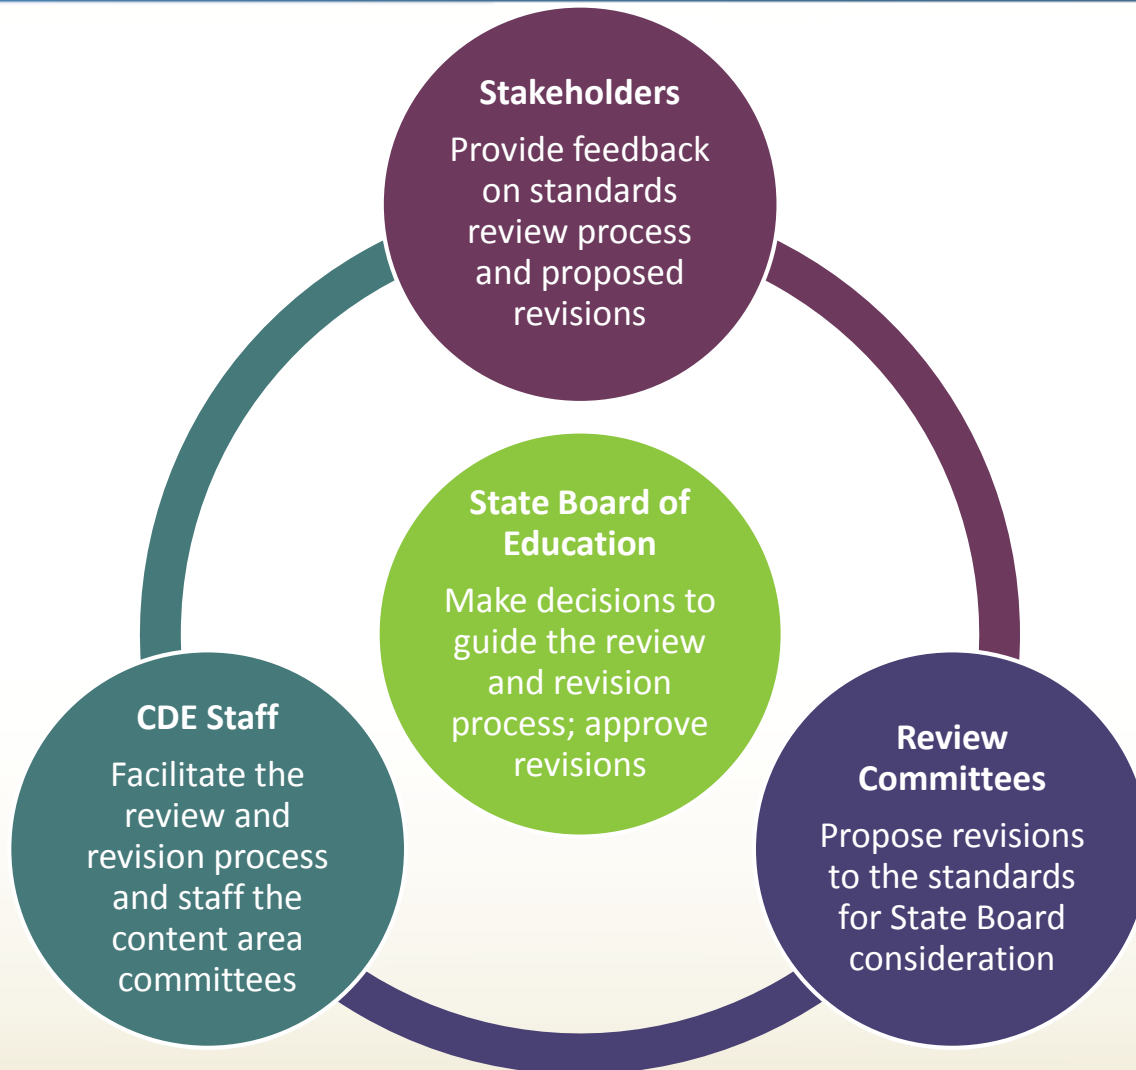 Stakeholders
Provide feedback
on standards
review process
and proposed
revisions
State Board of
Education
Make decisions to
guide the review
and revision
process; approve
revisions
CDE Staff
Facilitate the
review and
revision process
and staff the
content area
committees
Review
Committees
Propose revisions
to the standards
for State Board
consideration